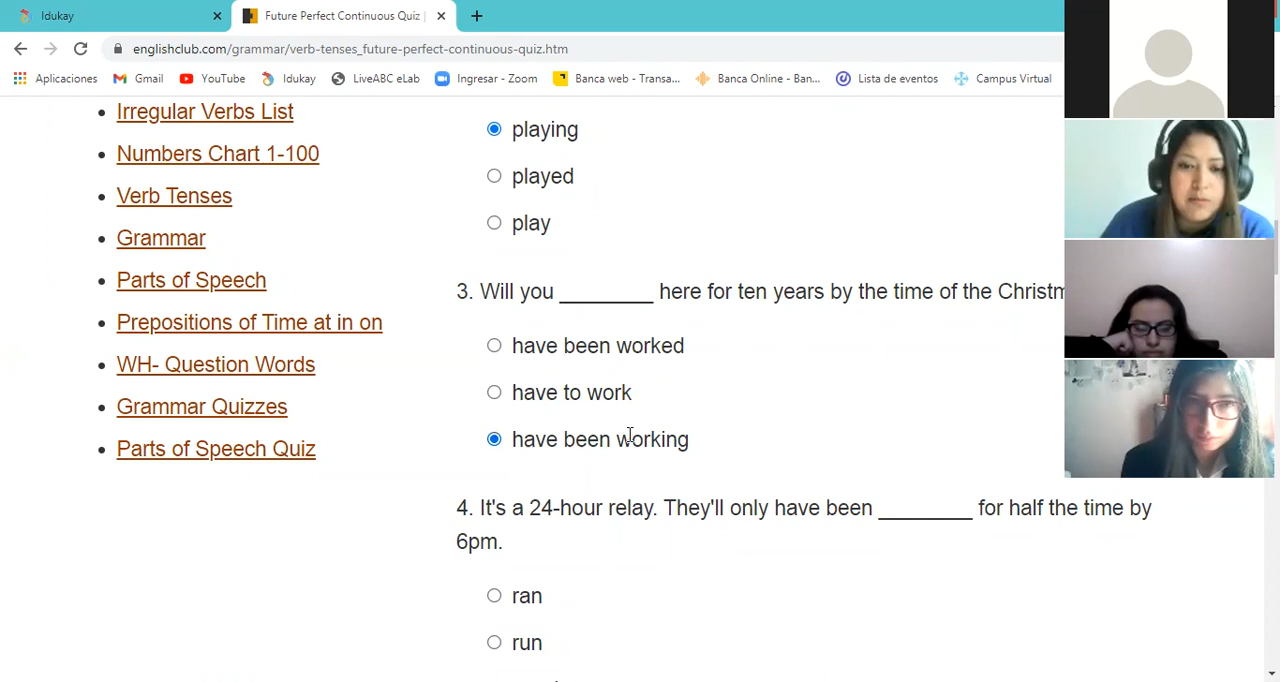 Idukay
Future Perfect Continuous Quiz |
englishclub.com/grammar/verb-tenses_future-perfect-continuous-quiz.htm
Aplicaciones
Gmail
YouTube
Idukay
LiveABC eLab
Ingresar - Zoom
Banca web - Transa...
Banca Online - Ban...
Lista de eventos
Campus Virtual
Irregular Verbs List
Numbers Chart 1-100
Verb Tenses
Grammar
Parts of Speech
Prepositions of Time at in on
WH- Question Words
Grammar Quizzes
Parts of Speech Quiz
playing
played
play
3. Will you ________ here for ten years by the time of the Christm
have been worked
have to work
have been working
4. It's a 24-hour relay. They'll only have been ________ for half the time by
6pm.
ran
run